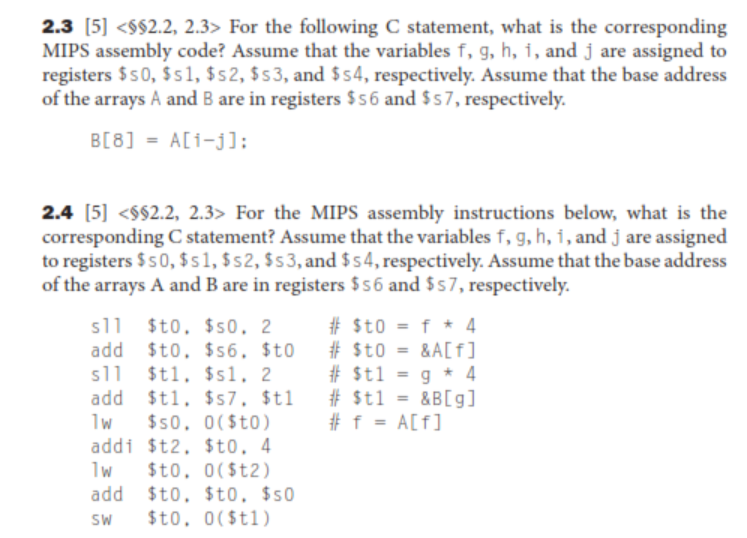 2.3 [5] <§§2.2, 2.3> For the following C statement, what is the corresponding
MIPS assembly code? Assume that the variables f, g, h, i, and j are assigned to
registers $s0, $s1, $s2, $s3, and $s4, respectively. Assume that the base address
of the arrays A and B are in registers $s6 and $s7, respectively.
B[8] = A[i-j];
2.4 [5] <§§2.2, 2.3> For the MIPS assembly instructions below, what is the
corresponding C statement? Assume that the variables f, g, h, i, and j are assigned
to registers $s0, $s1, $s2, $s3, and $s4, respectively. Assume that the base address
of the arrays A and B are in registers $s6 and $s7, respectively.
sll $t0, $s0, 2 # $t0 = f * 4
add $t0, $s6, $t0 # $t0 = &A[f]
sll $t1, $s1, 2 # $t1 = g * 4
add $t1, $s7, $t1 # $t1 = &B[g]
lw $s0, 0($t0) # f = A[f]
addi $t2, $t0, 4
lw $t0, 0($t2)
add $t0, $t0, $s0
sw $t0, 0($t1)